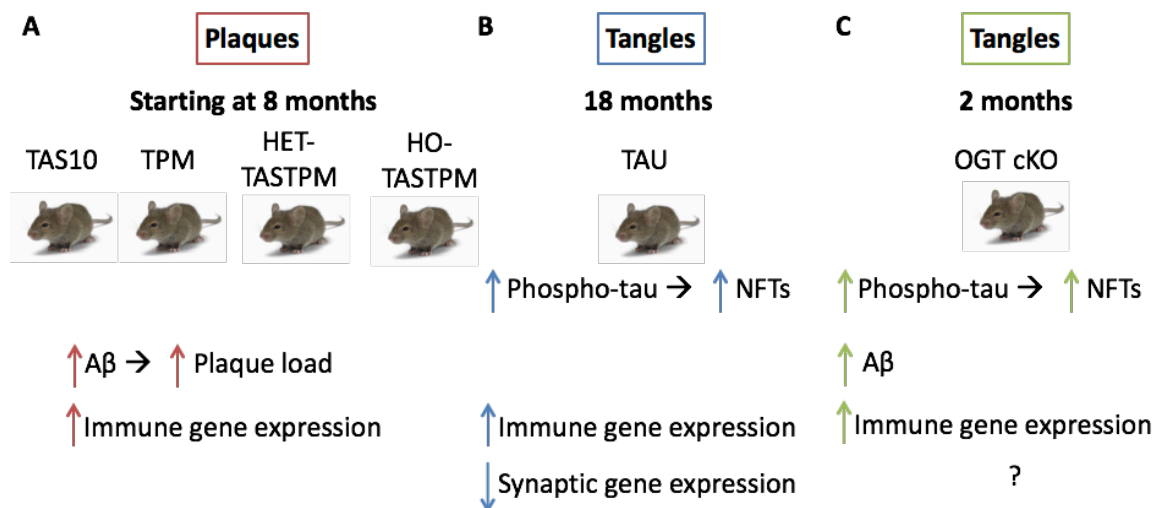 A
Plaques
Starting at 8 months
TAS10
TPM
HET-
TASTPM
HO-
TASTPM
↑Aβ → ↑ Plaque load
↑Immune gene expression
B
Tangles
18 months
TAU
↑Phospho-tau → ↑ NFTs
↑Immune gene expression
↓Synaptic gene expression
C
Tangles
2 months
OGT cKO
↑Phospho-tau → ↑ NFTs
↑ Aβ
↑Immune gene expression
?